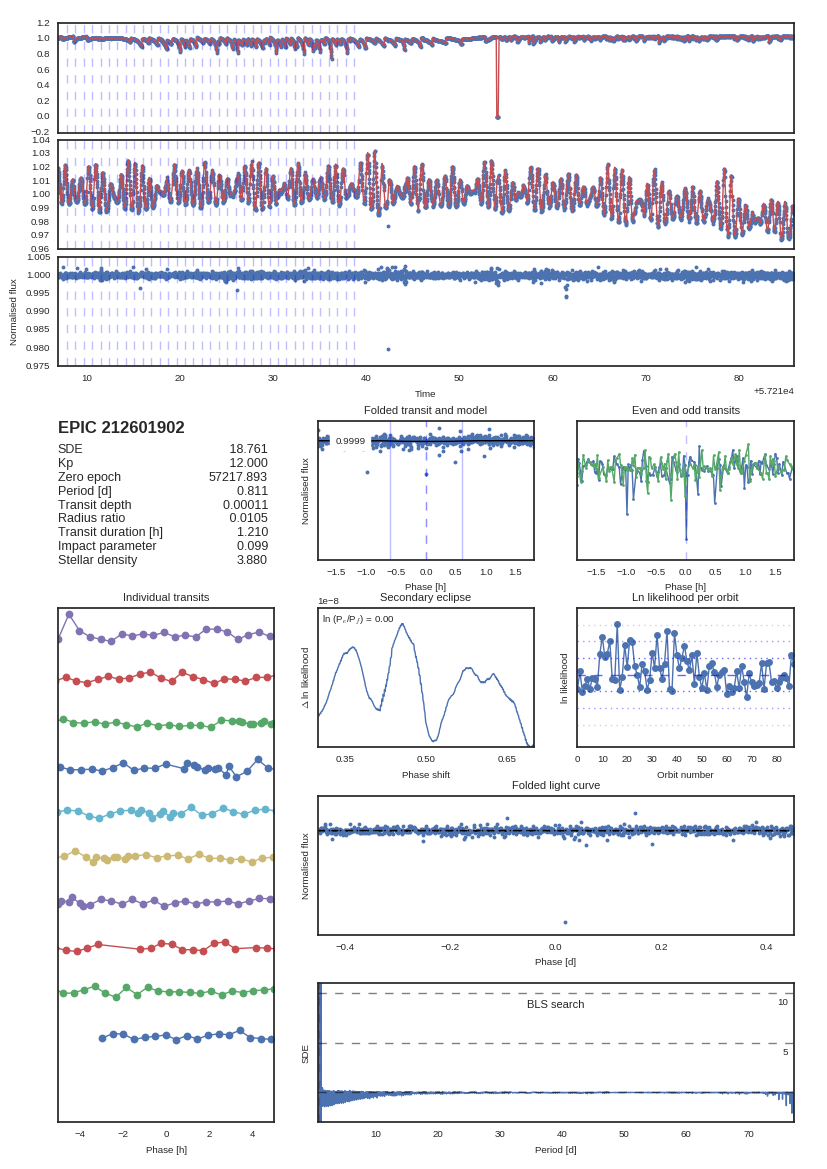 1.2
1.0
0.8
0.6
0.4
0.2
0.0
−0.2
1.04
1.03
1.02
1.01
1.00
0.99
0.98
0.97
0.96
1.005
1.000
0.995
0.990
0.985
0.980
0.975
Normalised flux
10 20 30 40 50 60 70 80
Time
+5.721e4
EPIC 212601902
SDE 18.761
Kp 12.000
Zero epoch 57217.893
Period [d] 0.811
Transit depth 0.00011
Radius ratio 0.0105
Transit duration [h] 1.210
Impact parameter 0.099
Stellar density 3.880
Folded transit and model
0.9999
Normalised flux
−1.5 −1.0 −0.5 0.0 0.5 1.0 1.5
Phase [h]
Even and odd transits
−1.5 −1.0 −0.5 0.0 0.5 1.0 1.5
Phase [h]
Individual transits
−4 −2 0 2 4
Phase [h]
Secondary eclipse
1e−8
ln (Pₑ/P𝑓) = 0.00
Δ ln likelihood
0.35 0.50 0.65
Phase shift
Ln likelihood per orbit
ln likelihood
0 10 20 30 40 50 60 70 80
Orbit number
Folded light curve
Normalised flux
−0.4 −0.2 0.0 0.2 0.4
Phase [d]
BLS search
10
5
SDE
10 20 30 40 50 60 70
Period [d]